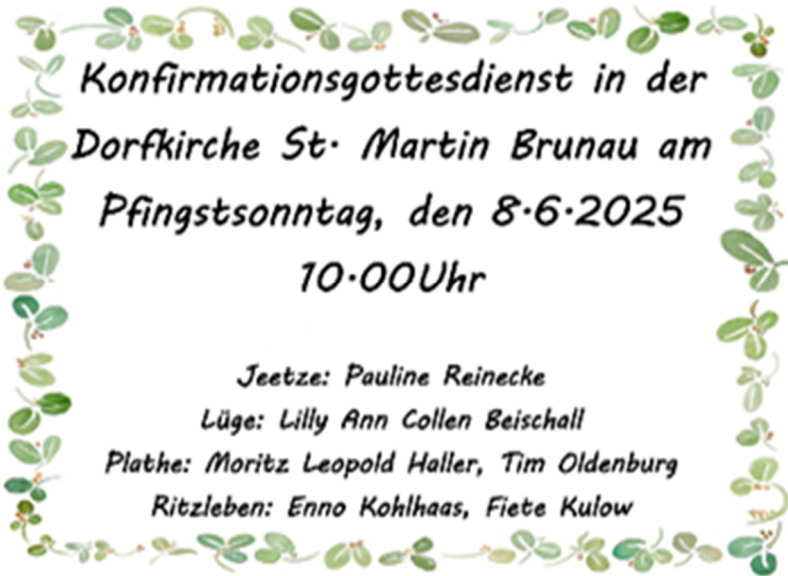 Konfirmationsgottesdienst in der
Dorfkirche St. Martin Brunau am
Pfingstsonntag, den 8.6.2025
10.00Uhr
Jeetze: Pauline Reinecke
Lüge: Lilly Ann Collen Beischall
Plathe: Moritz Leopold Haller, Tim Oldenburg
Ritzleben: Enno Kohlhaas, Fiete Kulow